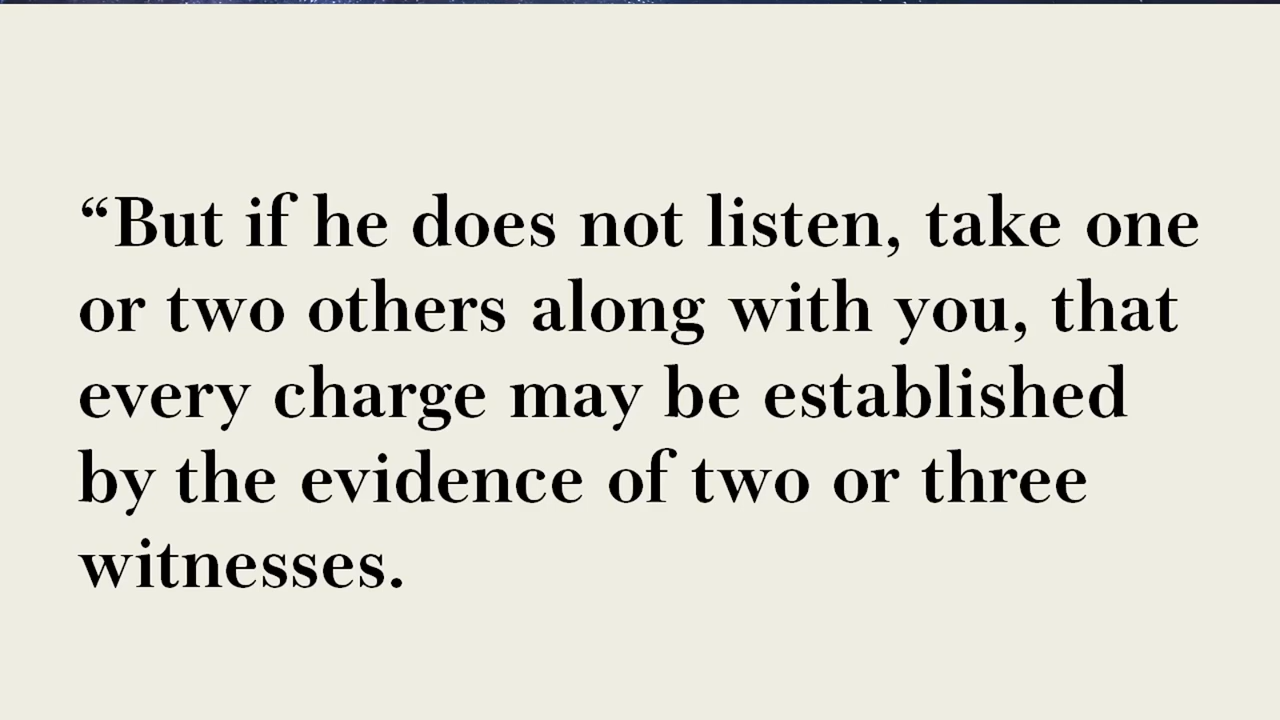 “But if he does not listen, take one
or two others along with you, that
every charge may be established
by the evidence of two or three
witnesses.